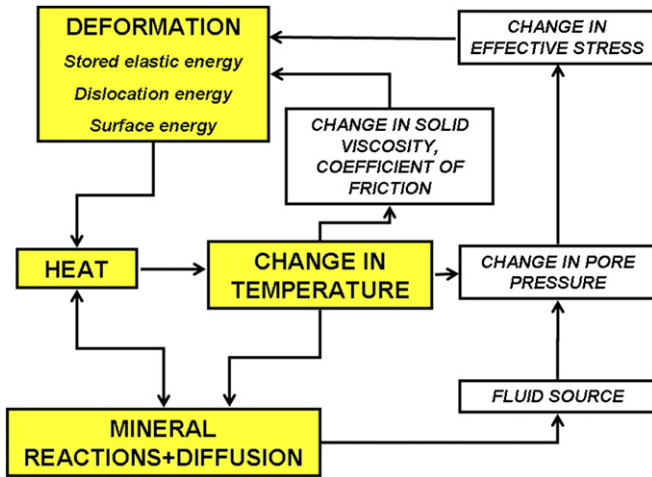 DEFORMATION
Stored elastic energy
Dislocation energy
Surface energy
CHANGE IN
EFFECTIVE STRESS
CHANGE IN SOLID
VISCOSITY,
COEFFICIENT OF
FRICTION
HEAT
CHANGE IN
TEMPERATURE
CHANGE IN PORE
PRESSURE
FLUID SOURCE
MINERAL
REACTIONS+DIFFUSION